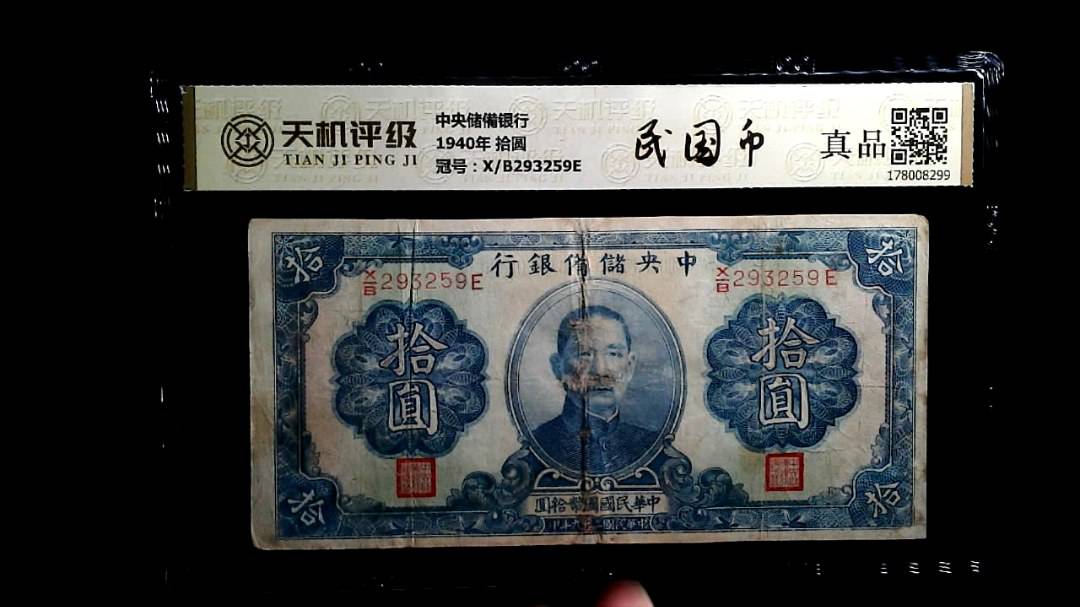 天机评级
TIAN JI PING JI
中央储備银行
1940年 拾圆
冠号：X/B293259E
民国币
真品
178008299
拾
拾
行銀備儲央中
X/B293259E
X/B293259E
拾圓
拾圓
圓拾幣國國民華中
拾
拾